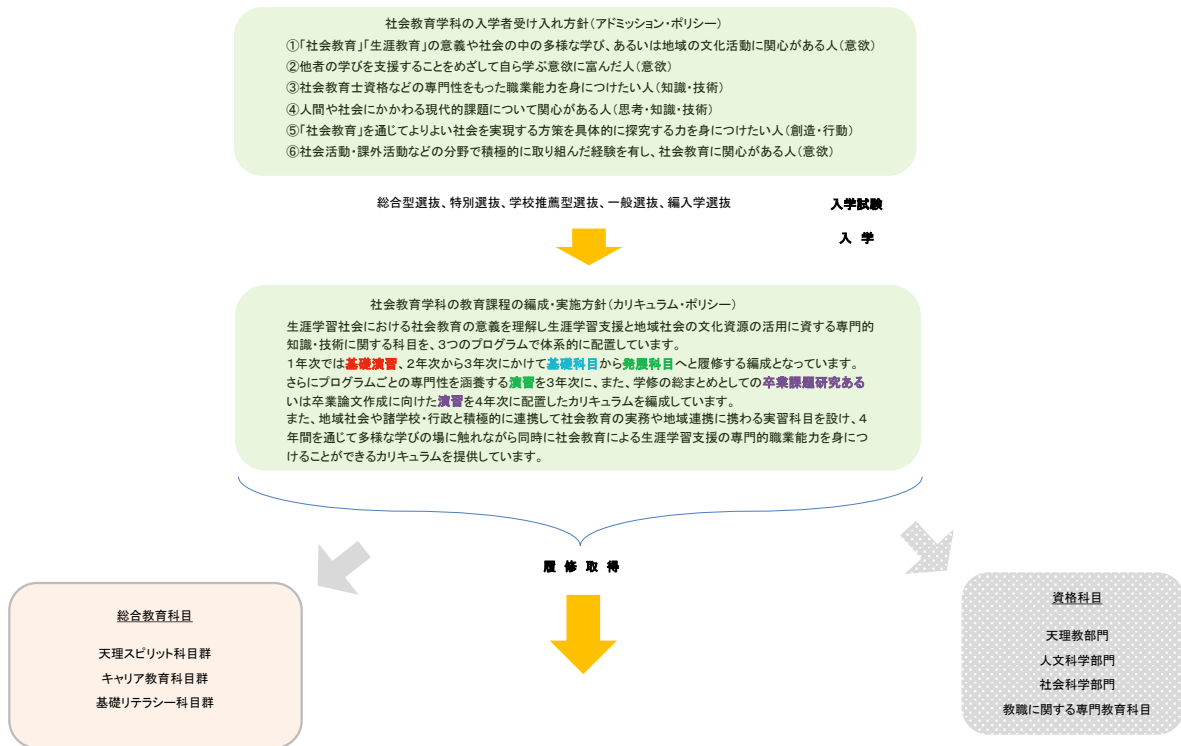 社会教育学科の入学者受け入れ方針(アドミッション・ポリシー)
①「社会教育」「生涯教育」の意義や社会の中の多様な学び、あるいは地域の文化活動に関心がある人(意欲)
②他者の学びを支援することをめざして自ら学ぶ意欲に富んだ人(意欲)
③社会教育士資格などの専門性をもった職業能力を身につけたい人(知識・技術)
④人間や社会にかかわる現代的課題について関心がある人(思考・知識・技術)
⑤「社会教育」を通じてよりよい社会を実現する方策を具体的に探究する力を身につけたい人(創造・行動)
⑥社会活動・課外活動などの分野で積極的に取り組んだ経験を有し、社会教育に関心がある人(意欲)
総合型選抜、特別選抜、学校推薦型選抜、一般選抜、編入学選抜
入学試験
入 学
社会教育学科の教育課程の編成・実施方針(カリキュラム・ポリシー)
生涯学習社会における社会教育の意義を理解し生涯学習支援と地域社会の文化資源の活用に資する専門的
知識・技術に関する科目を、3つのプログラムで体系的に配置しています。
1年次では基礎演習、2年次から3年次にかけて基礎科目から発展科目へと履修する編成となっています。
さらにプログラムごとの専門性を涵養する演習を3年次に、また、学修の総まとめとしての卒業課題研究ある
いは卒業論文作成に向けた演習を4年次に配置したカリキュラムを編成しています。
また、地域社会や諸学校・行政と積極的に連携して社会教育の実務や地域連携に携わる実習科目を設け、4
年間を通じて多様な学びの場に触れながら同時に社会教育による生涯学習支援の専門的職業能力を身につ
けることができるカリキュラムを提供しています。
履 修 取 得
総合教育科目
天理スピリット科目群
キャリア教育科目群
基礎リテラシー科目群
資格科目
天理教部門
人文科学部門
社会科学部門
教職に関する専門教育科目